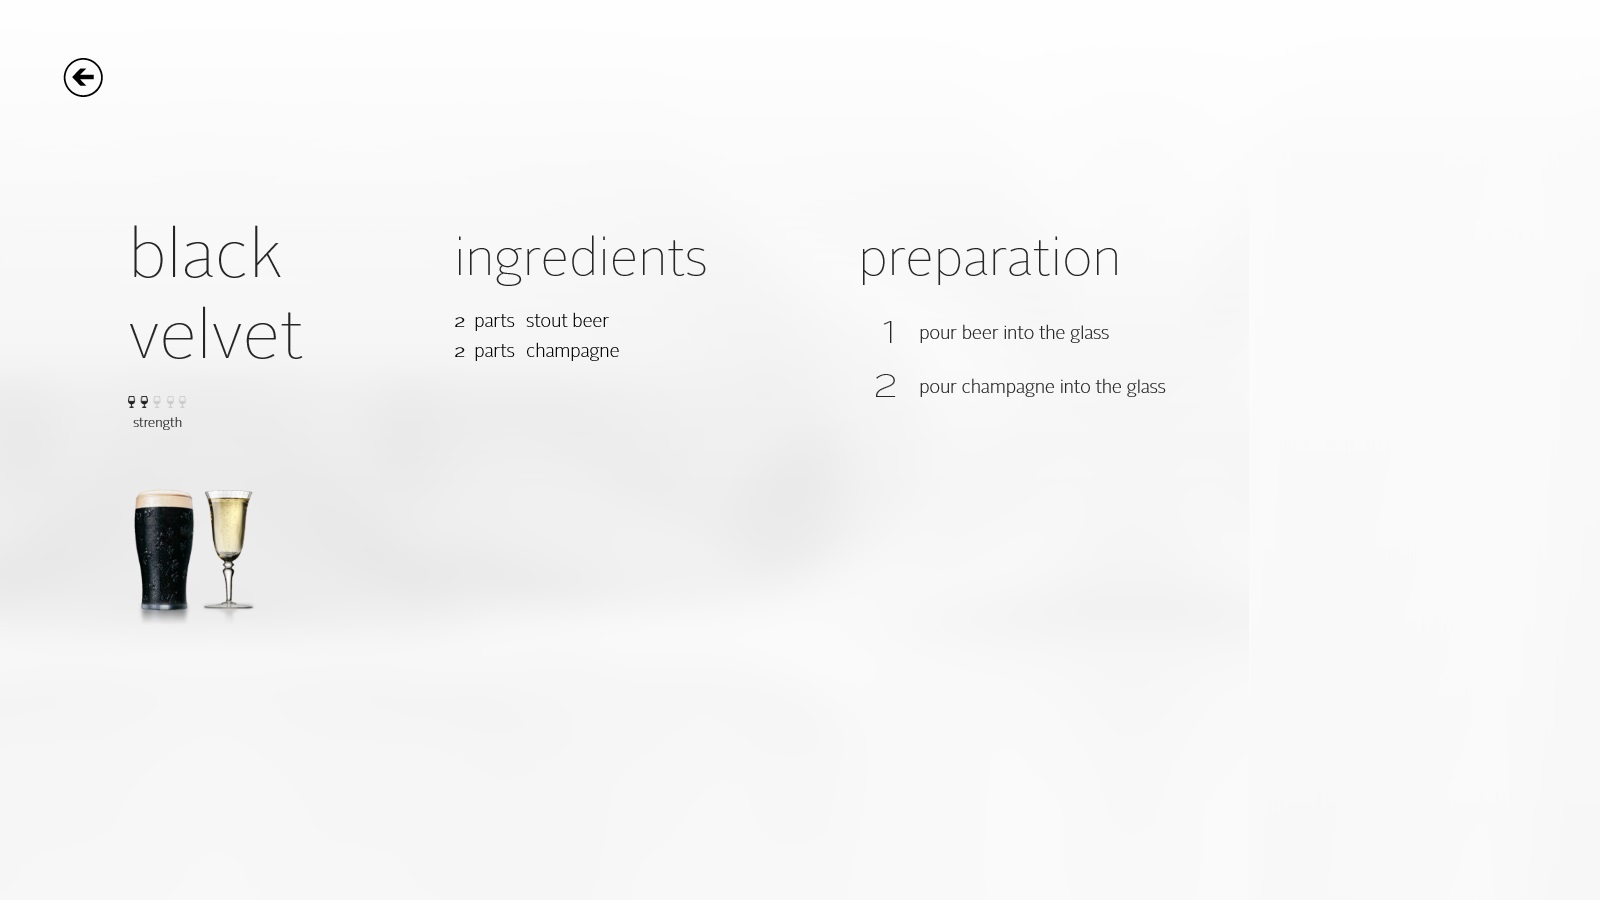 black
velvet
strength
ingredients
2 parts stout beer
2 parts champagne
preparation
1 pour beer into the glass
2 pour champagne into the glass